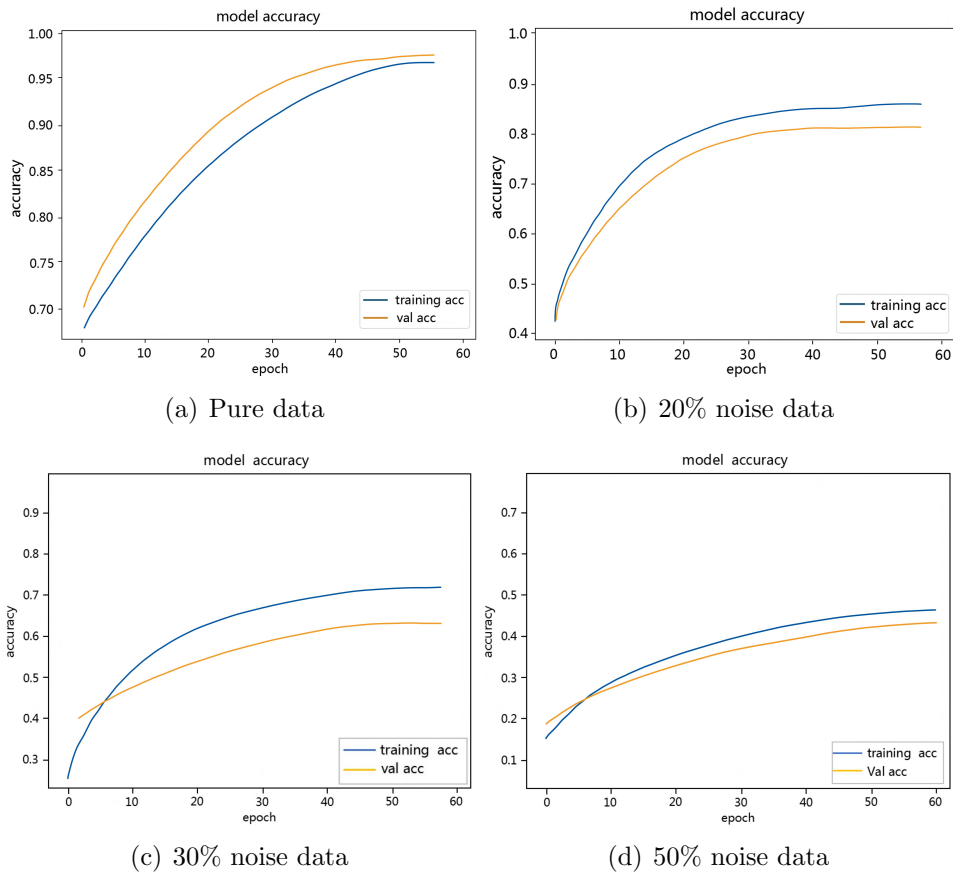 model accuracy
1.00
0.95
0.90
0.85
0.80
0.75
0.70
accuracy
training acc
val acc
0 10 20 30 40 50 60
epoch
(a) Pure data
model accuracy
1.0
0.9
0.8
0.7
0.6
0.5
0.4
accuracy
training acc
val acc
0 10 20 30 40 50 60
epoch
(b) 20% noise data
model accuracy
0.9
0.8
0.7
0.6
0.5
0.4
0.3
accuracy
training acc
val acc
0 10 20 30 40 50 60
epoch
(c) 30% noise data
model accuracy
0.7
0.6
0.5
0.4
0.3
0.2
0.1
accuracy
training acc
Val acc
0 10 20 30 40 50 60
epoch
(d) 50% noise data